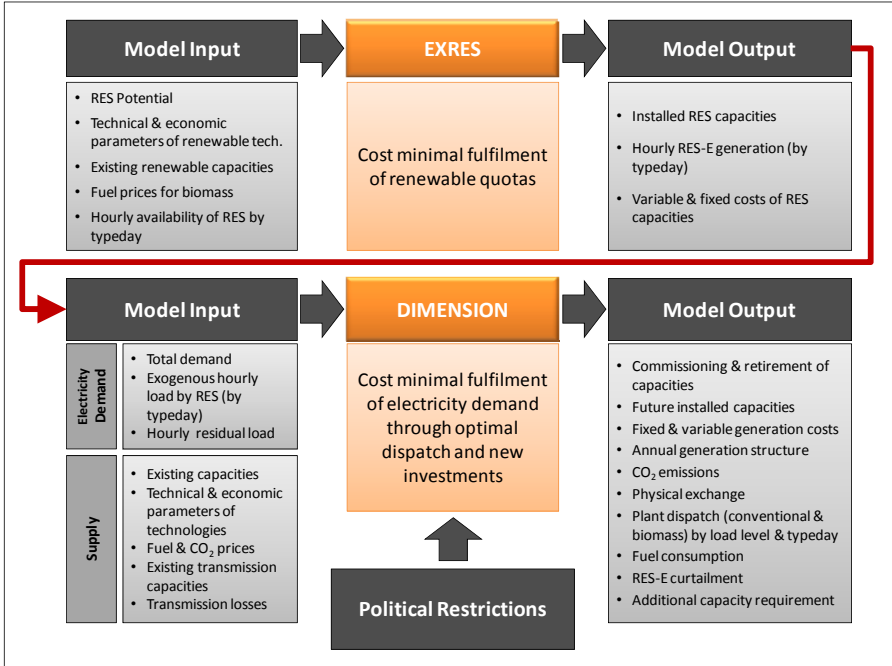 Model Input
EXRES
Model Output
• RES Potential
• Technical & economic
parameters of renewable tech.
• Existing renewable capacities
• Fuel prices for biomass
• Hourly availability of RES by
typeday
Cost minimal fulfilment
of renewable quotas
• Installed RES capacities
• Hourly RES-E generation (by
typeday)
• Variable & fixed costs of RES
capacities
Model Input
DIMENSION
Model Output
Electricity
Demand
• Total demand
• Exogenous hourly
load by RES (by
typeday)
• Hourly residual load
Supply
• Existing capacities
• Technical & economic
parameters of
technologies
• Fuel & CO₂ prices
• Existing transmission
capacities
• Transmission losses
Cost minimal fulfilment
of electricity demand
through optimal
dispatch and new
investments
Political Restrictions
• Commissioning & retirement of
capacities
• Future installed capacities
• Fixed & variable generation costs
• Annual generation structure
• CO₂ emissions
• Physical exchange
• Plant dispatch (conventional &
biomass) by load level & typeday
• Fuel consumption
• RES-E curtailment
• Additional capacity requirement